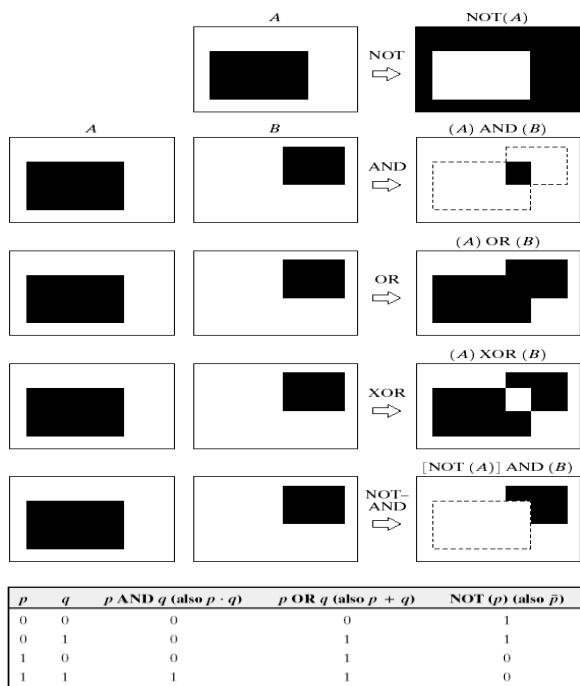 A NOT(A)
NOT
A B (A) AND (B)
AND
(A) OR (B)
OR
(A) XOR (B)
XOR
[NOT (A)] AND (B)
NOT–
AND
p q p AND q (also p · q) p OR q (also p + q) NOT (p) (also p̄)
0 0 0 0 1
0 1 0 1 1
1 0 0 1 0
1 1 1 1 0